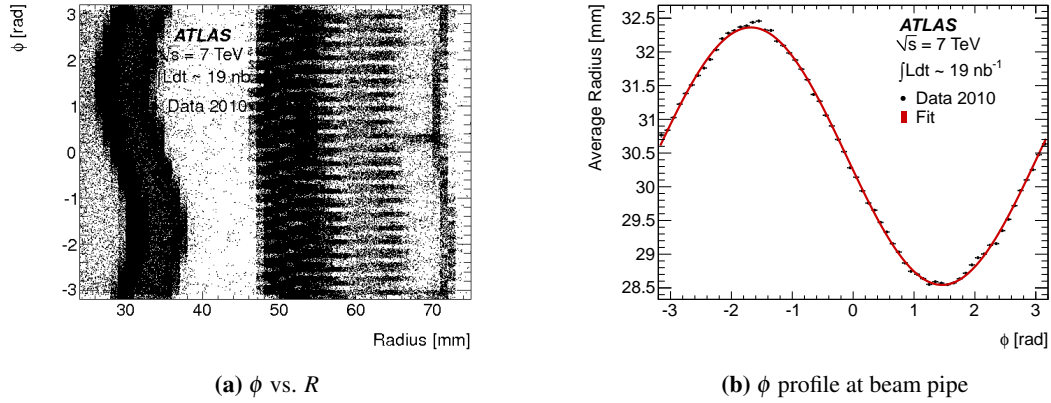 ϕ [rad]
3
2
1
0
-1
-2
-3
ATLAS
√s = 7 TeV
∫Ldt ~ 19 nb
Data 2010
30
40
50
60
70
Radius [mm]
(a) ϕ vs. R
Average Radius [mm]
32.5
32
31.5
31
30.5
30
29.5
29
28.5
ATLAS
√s = 7 TeV
∫Ldt ~ 19 nb⁻¹
Data 2010
Fit
-3
-2
-1
0
1
2
3
ϕ [rad]
(b) ϕ profile at beam pipe